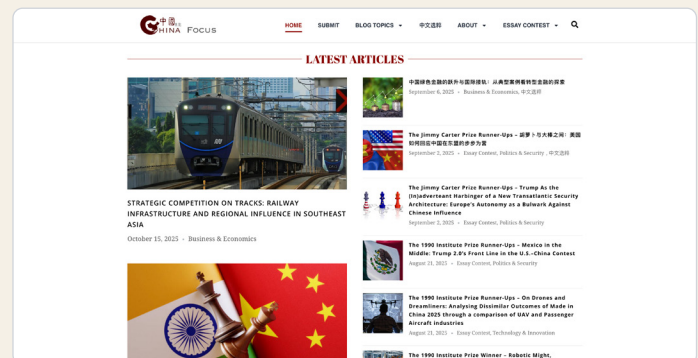 中國
CHINA FOCUS
HOME
SUBMIT
BLOG TOPICS
中文选粹
ABOUT
ESSAY CONTEST
LATEST ARTICLES
STRATEGIC COMPETITION ON TRACKS: RAILWAY
INFRASTRUCTURE AND REGIONAL INFLUENCE IN SOUTHEAST
ASIA
October 15, 2025 - Business & Economics
中国绿色金融的跃升与国际接轨：从典型案例看转型金融的探索
September 6, 2025 - Business & Economics, 中文选粹
The Jimmy Carter Prize Runner-Ups – 胡萝卜与大棒之间：美国
如何回应中国在东盟的步步为营
September 2, 2025 - Essay Contest, Politics & Security , 中文选粹
The Jimmy Carter Prize Runner-Ups – Trump As the
(In)adverteant Harbinger of a New Transatlantic Security
Architecture: Europe's Autonomy as a Bulwark Against
Chinese Influence
September 2, 2025 - Essay Contest, Politics & Security
The 1990 Institute Prize Runner-Ups – Mexico in the
Middle: Trump 2.0's Front Line in the U.S.–China Contest
August 21, 2025 - Essay Contest, Politics & Security
The 1990 Institute Prize Runner-Ups – On Drones and
Dreamliners: Analysing Dissimilar Outcomes of Made in
China 2025 through a comparison of UAV and Passenger
Aircraft industries
August 21, 2025 - Essay Contest, Technology & Innovation
The 1990 Institute Prize Winner - Robotic Might,